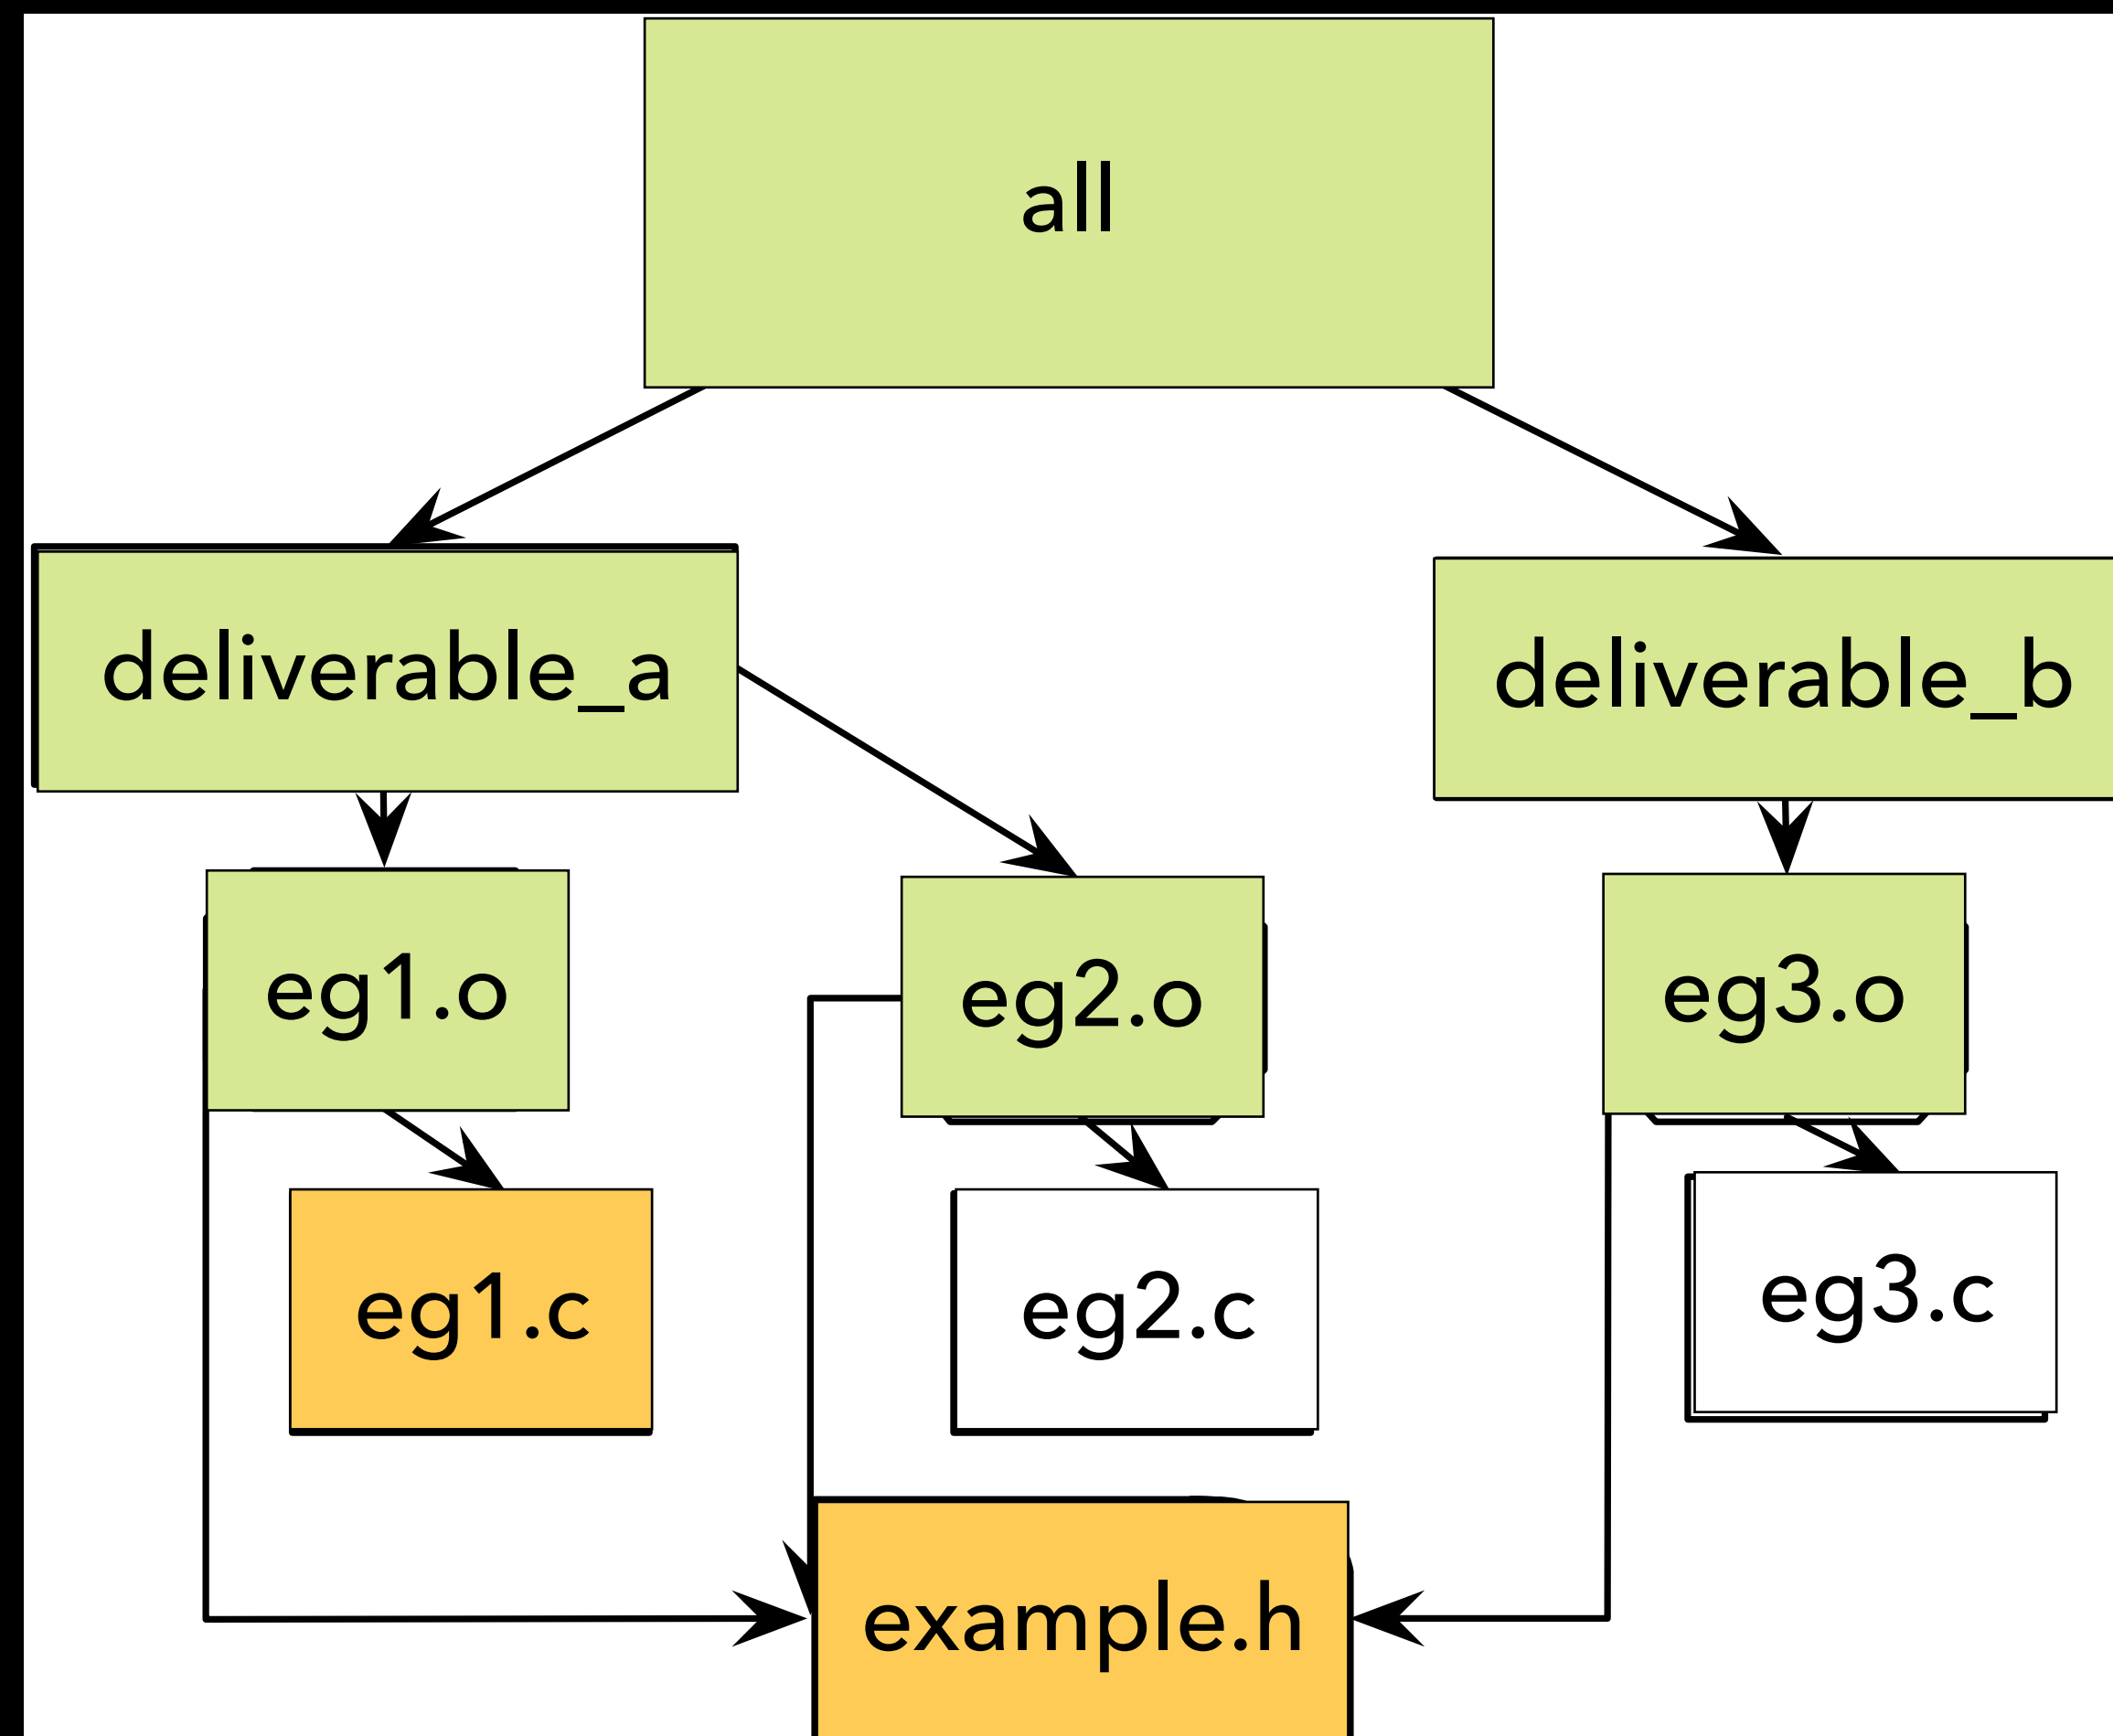 all
deliverable_a
deliverable_b
eg1.o
eg2.o
eg3.o
eg1.c
eg2.c
eg3.c
example.h